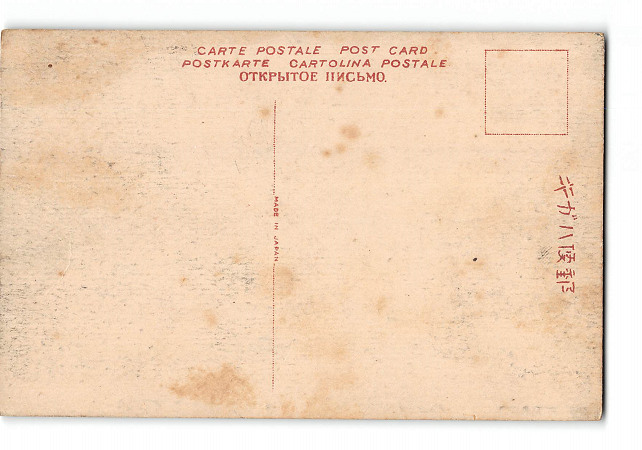 CARTE POSTALE POST CARD
POSTKARTE CARTOLINA POSTALE
ОТКРЫТОЕ ПИСЬМО.
MADE IN JAPAN
郵便ハガキ